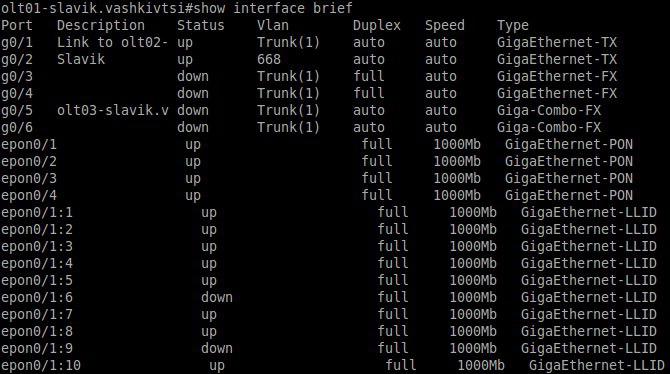 olt01-slavik.vashkivtsi#show interface brief
Port   Description    Status    Vlan        Duplex   Speed    Type
g0/1   Link to olt02- up        Trunk(1)    auto     auto     GigaEthernet-TX
g0/2   Slavik         up        668         auto     auto     GigaEthernet-TX
g0/3                  down      Trunk(1)    full     auto     GigaEthernet-FX
g0/4                  down      Trunk(1)    full     auto     GigaEthernet-FX
g0/5   olt03-slavik.v down      Trunk(1)    auto     auto     Giga-Combo-FX
g0/6                  down      Trunk(1)    auto     auto     Giga-Combo-FX
epon0/1                up                    full     1000Mb   GigaEthernet-PON
epon0/2                up                    full     1000Mb   GigaEthernet-PON
epon0/3                up                    full     1000Mb   GigaEthernet-PON
epon0/4                up                    full     1000Mb   GigaEthernet-PON
epon0/1:1                up                    full     1000Mb   GigaEthernet-LLID
epon0/1:2                up                    full     1000Mb   GigaEthernet-LLID
epon0/1:3                up                    full     1000Mb   GigaEthernet-LLID
epon0/1:4                up                    full     1000Mb   GigaEthernet-LLID
epon0/1:5                up                    full     1000Mb   GigaEthernet-LLID
epon0/1:6                down                  full     1000Mb   GigaEthernet-LLID
epon0/1:7                up                    full     1000Mb   GigaEthernet-LLID
epon0/1:8                up                    full     1000Mb   GigaEthernet-LLID
epon0/1:9                down                  full     1000Mb   GigaEthernet-LLID
epon0/1:10                up                    full     1000Mb   GigaEthernet-LLID